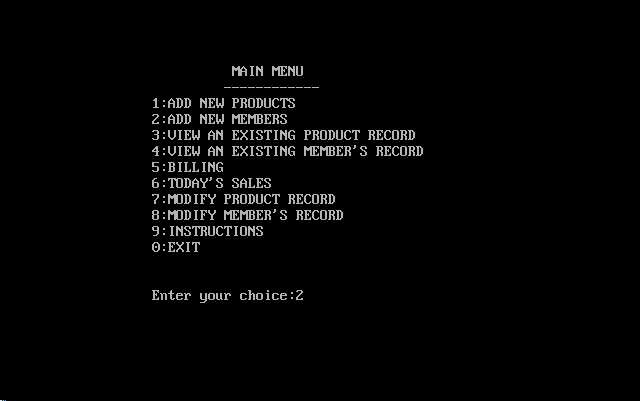 MAIN MENU
------------
1:ADD NEW PRODUCTS
2:ADD NEW MEMBERS
3:VIEW AN EXISTING PRODUCT RECORD
4:VIEW AN EXISTING MEMBER'S RECORD
5:BILLING
6:TODAY'S SALES
7:MODIFY PRODUCT RECORD
8:MODIFY MEMBER'S RECORD
9:INSTRUCTIONS
0:EXIT
Enter your choice:2